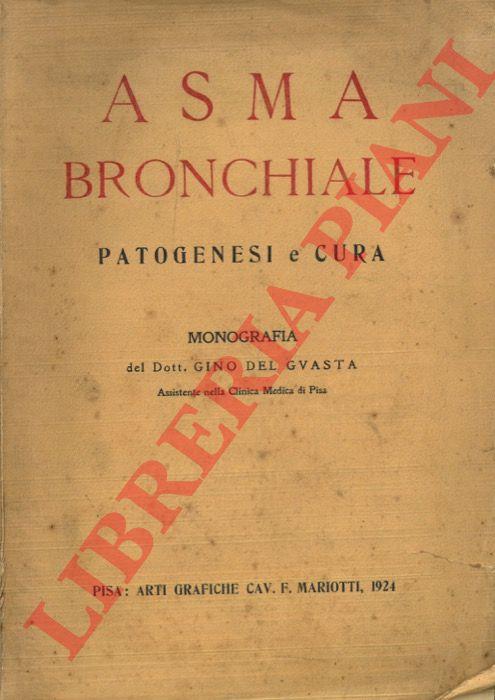 ASMA
BRONCHIALE
PATOGENESI e CURA
MONOGRAFIA
del Dott. GINO DEL GVASTA
Assistente nella Clinica Medica di Pisa
PISA: ARTI GRAFICHE CAV. F. MARIOTTI, 1924
LIBRERIA PIANI